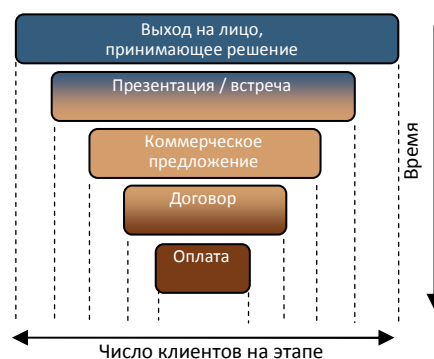 Выход на лицо,
принимающее решение
Презентация / встреча
Коммерческое
предложение
Договор
Оплата
Время
Число клиентов на этапе